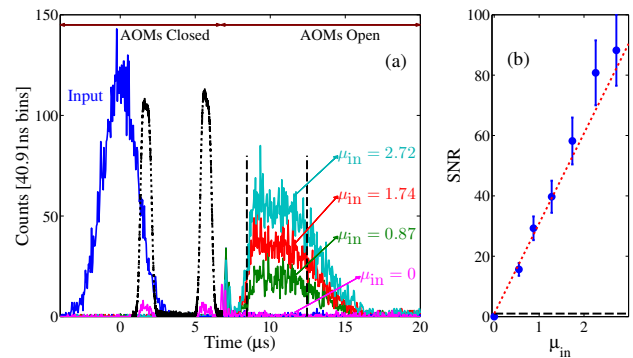 AOMs Closed AOMs Open
(a)
Input
μin = 2.72
μin = 1.74
μin = 0.87
μin = 0
Counts [40.91ns bins]
150
100
50
0
0 5 10 15 20
Time (μs)
(b)
SNR
100
80
60
40
20
0
0 1 2
μin